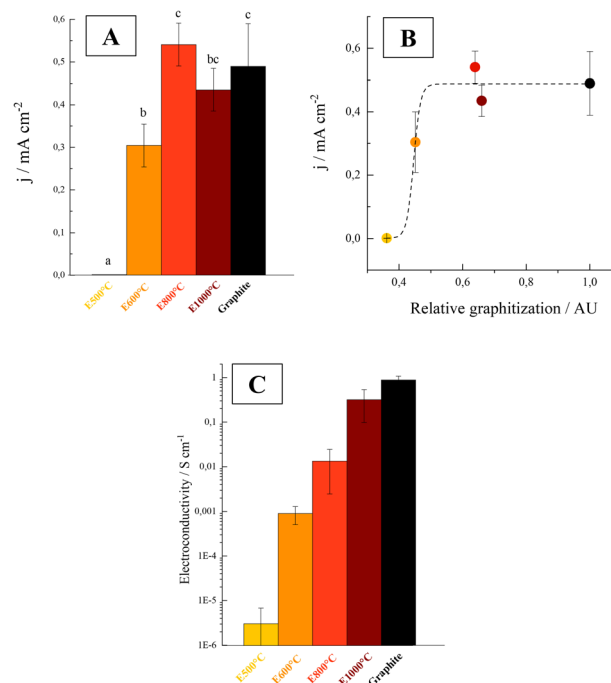 A
c
c
bc
b
a
0,6
0,5
0,4
0,3
0,2
0,1
0,0
j / mA cm⁻²
E500°C
E600°C
E800°C
E1000°C
Graphite
B
0,6
0,4
0,2
0,0
j / mA cm⁻²
0,4
0,6
0,8
1,0
Relative graphitization / AU
C
1
0,1
0,01
0,001
1E-4
1E-5
1E-6
Electroconductivity / S cm⁻¹
E500°C
E600°C
E800°C
E1000°C
Graphite